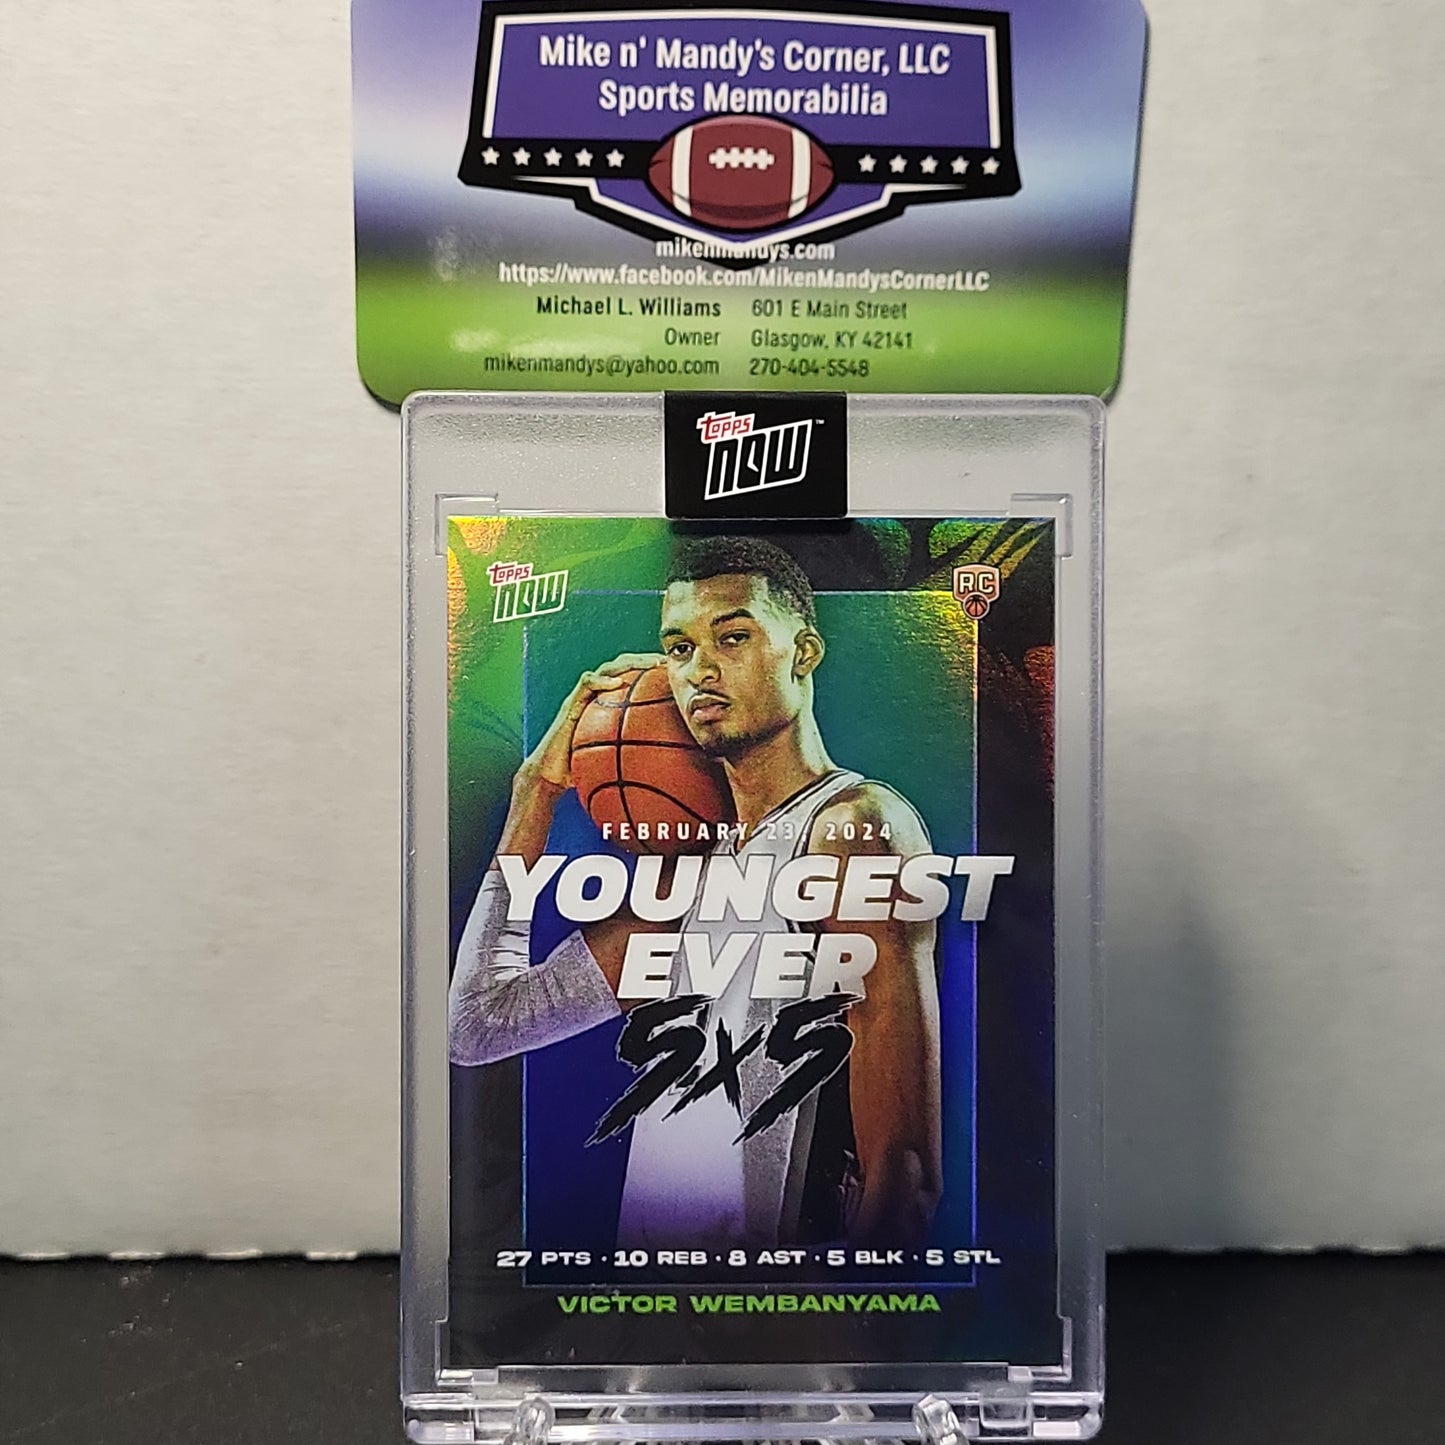 Mike n' Mandy's Corner, LLC
Sports Memorabilia
mikenmandys.com
https://www.facebook.com/MikenMandysCornerLLC
Michael L. Williams 601 E Main Street
Owner Glasgow, KY 42141
mikenmandys@yahoo.com 270-404-5548
topps
now™
topps
now
RC
FEBRUARY 23, 2024
YOUNGEST
EVER
5x5
27 PTS · 10 REB · 8 AST · 5 BLK · 5 STL
VICTOR WEMBANYAMA